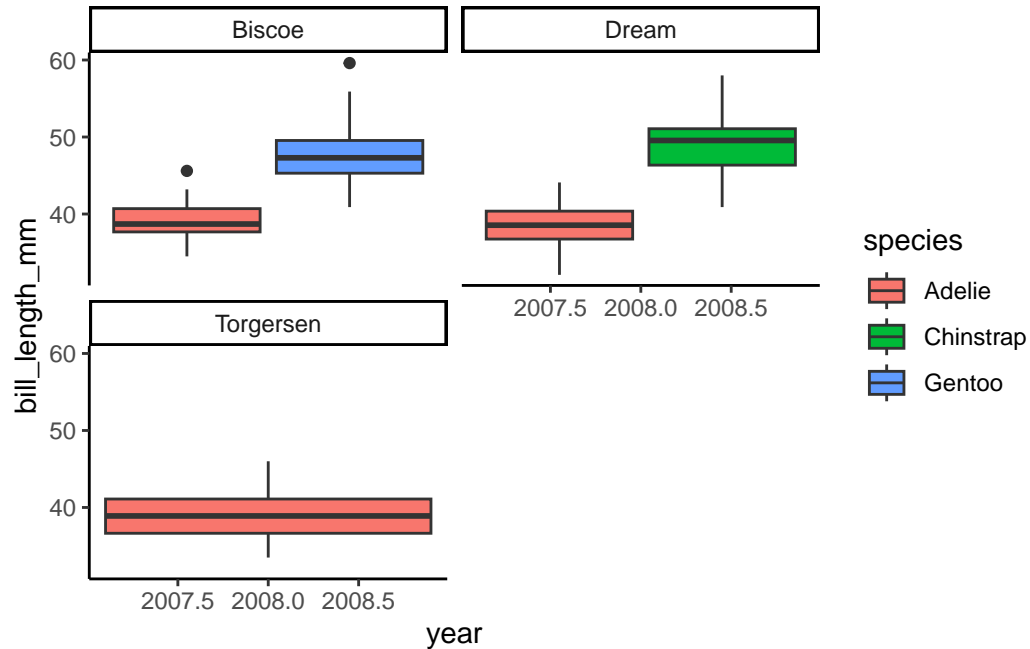 Biscoe
Dream
bill_length_mm
60
50
40
2007.5 2008.0 2008.5
Torgersen
60
50
40
2007.5 2008.0 2008.5
year
species
Adelie
Chinstrap
Gentoo